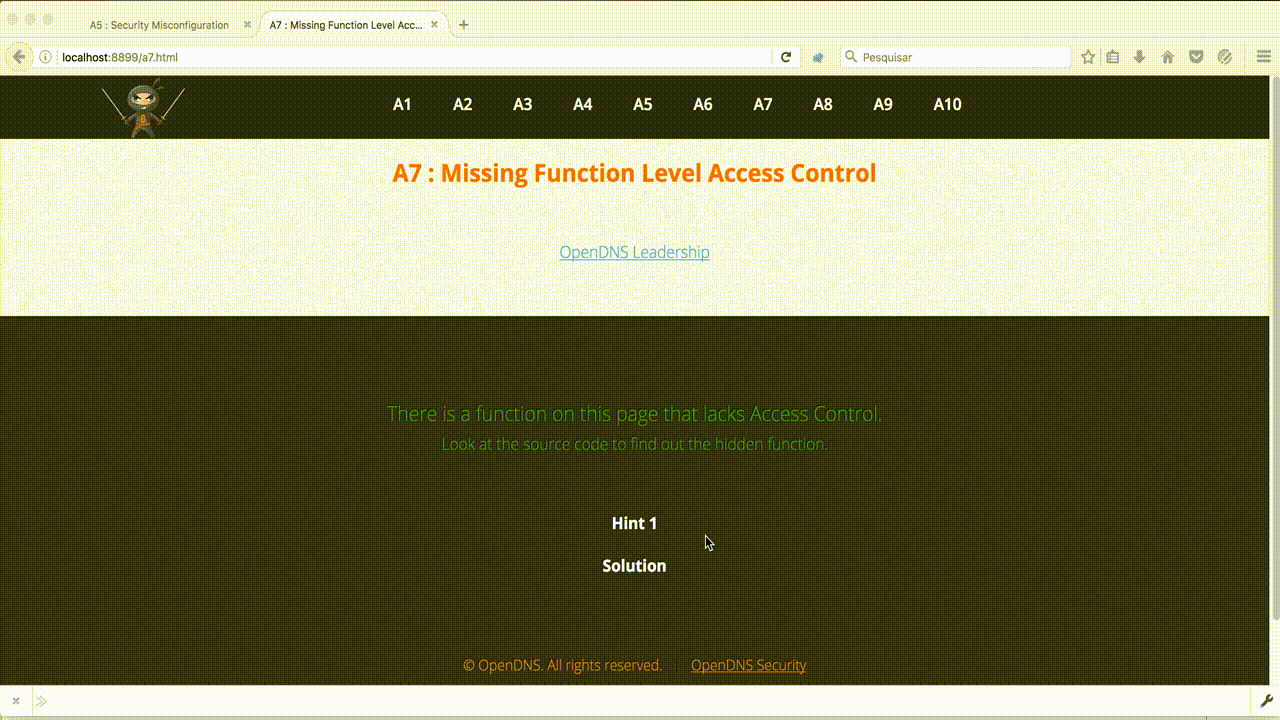 A5 : Security Misconfiguration
A7 : Missing Function Level Acc...
localhost:8899/a7.html
Pesquisar
A1 A2 A3 A4 A5 A6 A7 A8 A9 A10
A7 : Missing Function Level Access Control
OpenDNS Leadership
There is a function on this page that lacks Access Control.
Look at the source code to find out the hidden function.
Hint 1
Solution
© OpenDNS. All rights reserved. | OpenDNS Security